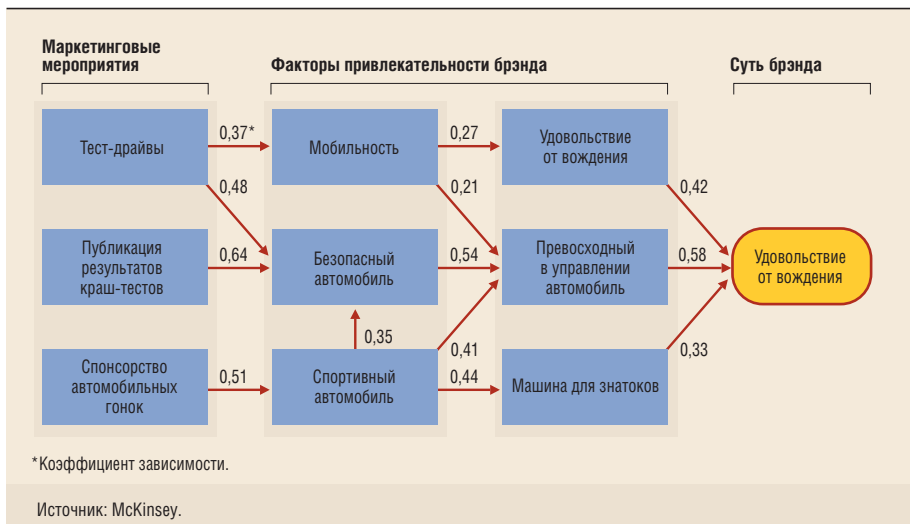 Маркетинговые
мероприятия
Факторы привлекательности брэнда
Суть брэнда
Тест-драйвы
0,37*
Мобильность
0,27
Удовольствие
от вождения
0,48
0,21
0,42
Публикация
результатов
краш-тестов
0,64
Безопасный
автомобиль
0,54
Превосходный
в управлении
автомобиль
0,58
Удовольствие
от вождения
0,35
0,41
0,33
Спонсорство
автомобильных
гонок
0,51
Спортивный
автомобиль
0,44
Машина для знатоков
*Коэффициент зависимости.
Источник: McKinsey.